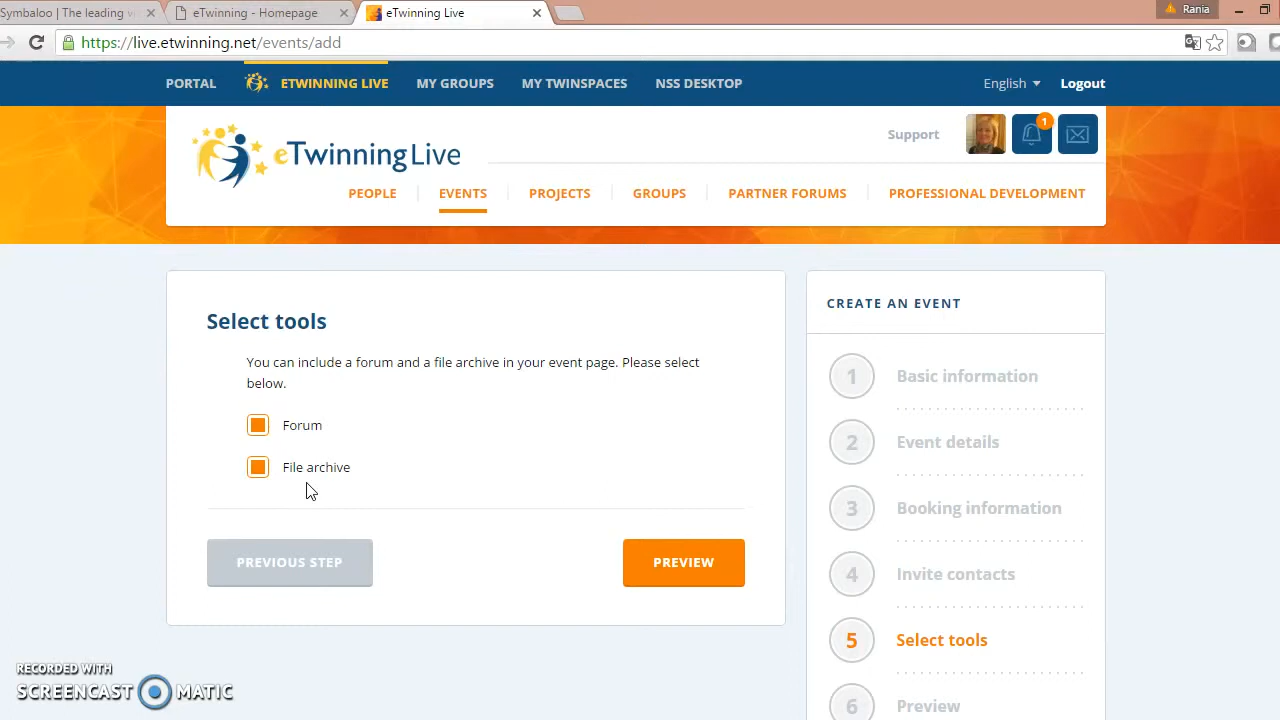 Symbaloo | The leading v
eTwinning - Homepage
eTwinning Live
Rania
https://live.etwinning.net/events/add
PORTAL
ETWINNING LIVE
MY GROUPS
MY TWINSPACES
NSS DESKTOP
English
Logout
eTwinning Live
Support
1
PEOPLE
EVENTS
PROJECTS
GROUPS
PARTNER FORUMS
PROFESSIONAL DEVELOPMENT
Select tools
You can include a forum and a file archive in your event page. Please select
below.
Forum
File archive
PREVIOUS STEP
PREVIEW
CREATE AN EVENT
1 Basic information
2 Event details
3 Booking information
4 Invite contacts
5 Select tools
6 Preview
RECORDED WITH
SCREENCAST MATIC